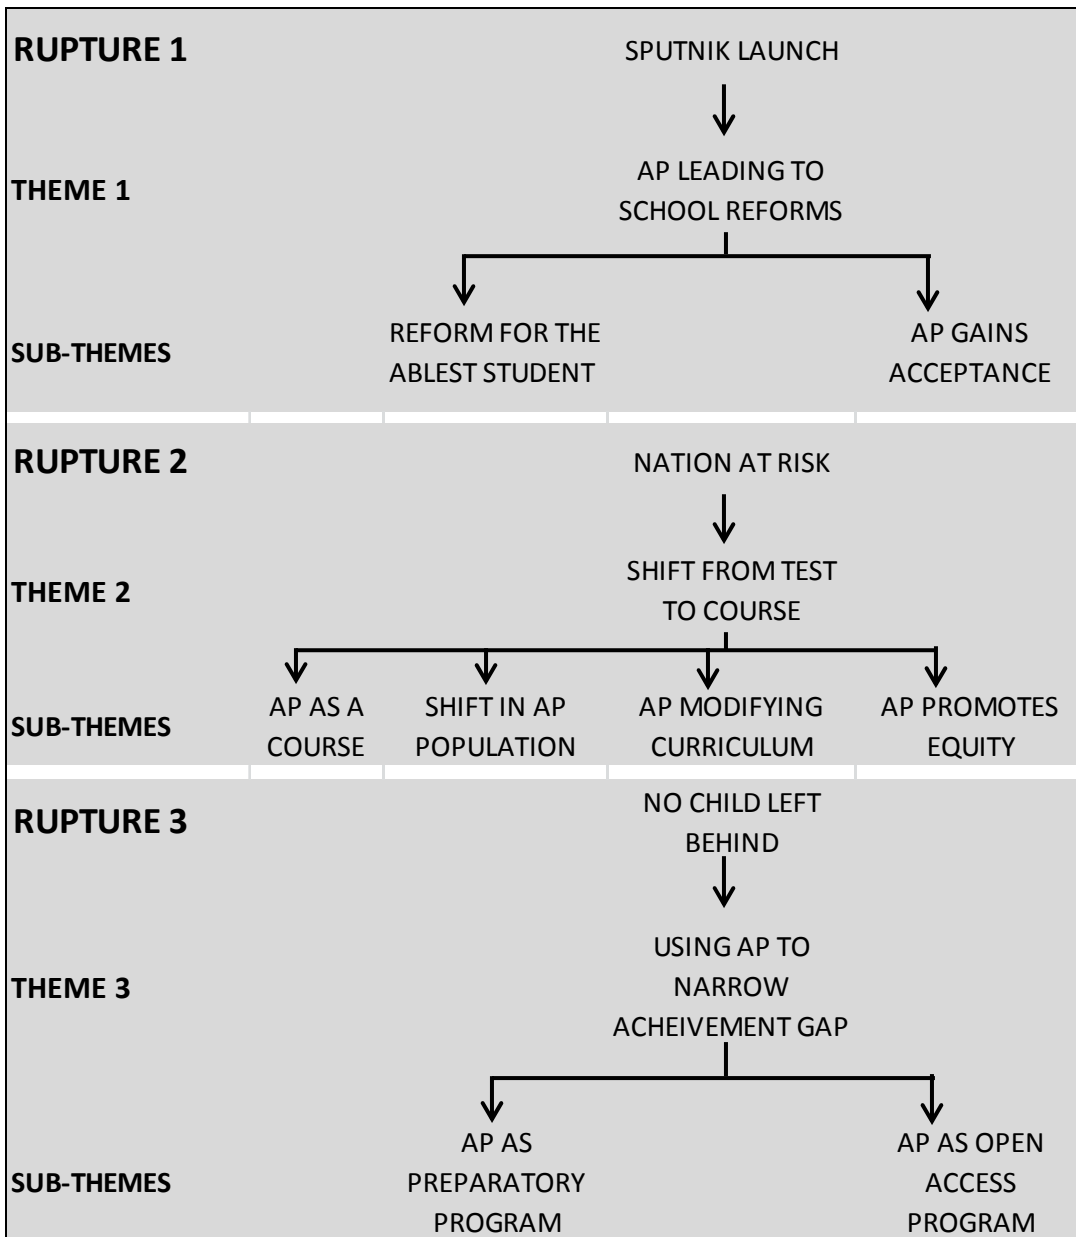 RUPTURE 1
SPUTNIK LAUNCH
THEME 1
AP LEADING TO
SCHOOL REFORMS
SUB-THEMES
REFORM FOR THE
ABLEST STUDENT
AP GAINS
ACCEPTANCE
RUPTURE 2
NATION AT RISK
THEME 2
SHIFT FROM TEST
TO COURSE
SUB-THEMES
AP AS A
COURSE
SHIFT IN AP
POPULATION
AP MODIFYING
CURRICULUM
AP PROMOTES
EQUITY
RUPTURE 3
NO CHILD LEFT
BEHIND
THEME 3
USING AP TO
NARROW
ACHEIVEMENT GAP
SUB-THEMES
AP AS
PREPARATORY
PROGRAM
AP AS OPEN
ACCESS
PROGRAM